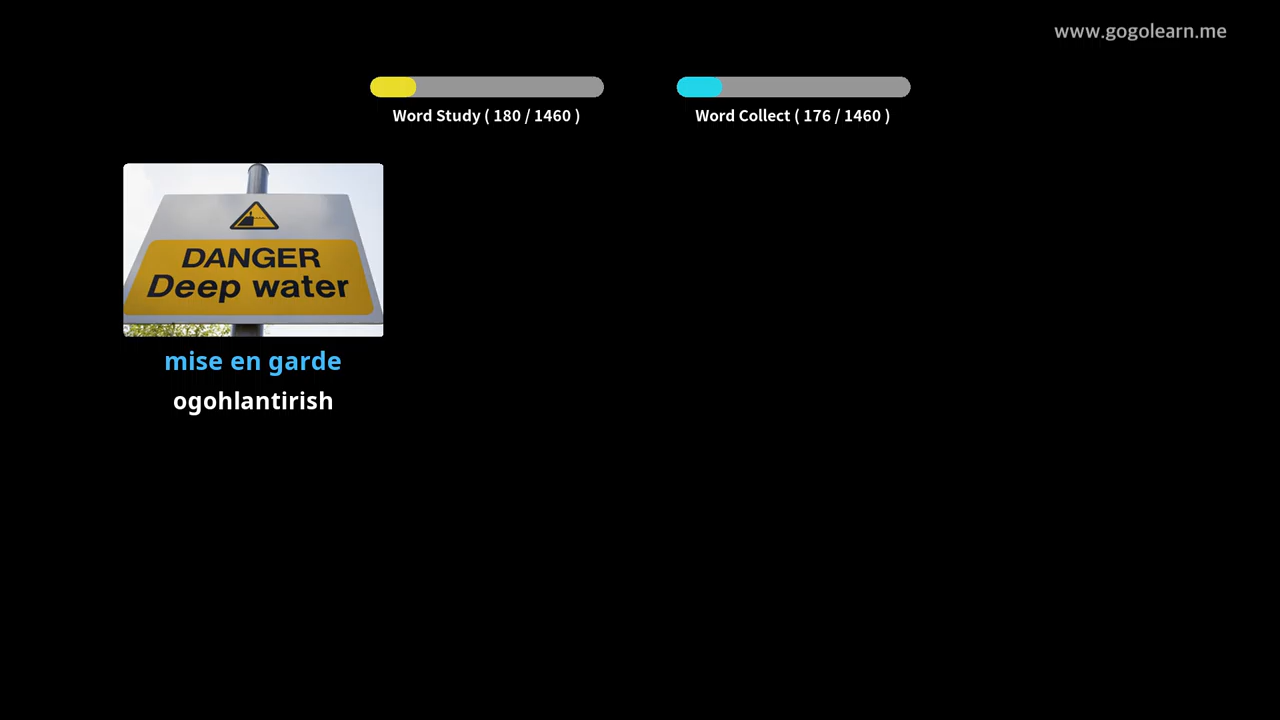 www.gogolearn.me
Word Study ( 180 / 1460 )
Word Collect ( 176 / 1460 )
DANGER
Deep water
mise en garde
ogohlantirish